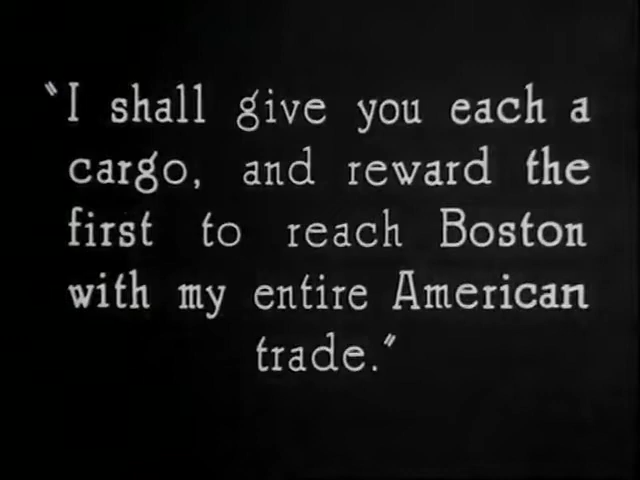 "I shall give you each a
cargo, and reward the
first to reach Boston
with my entire American
trade."